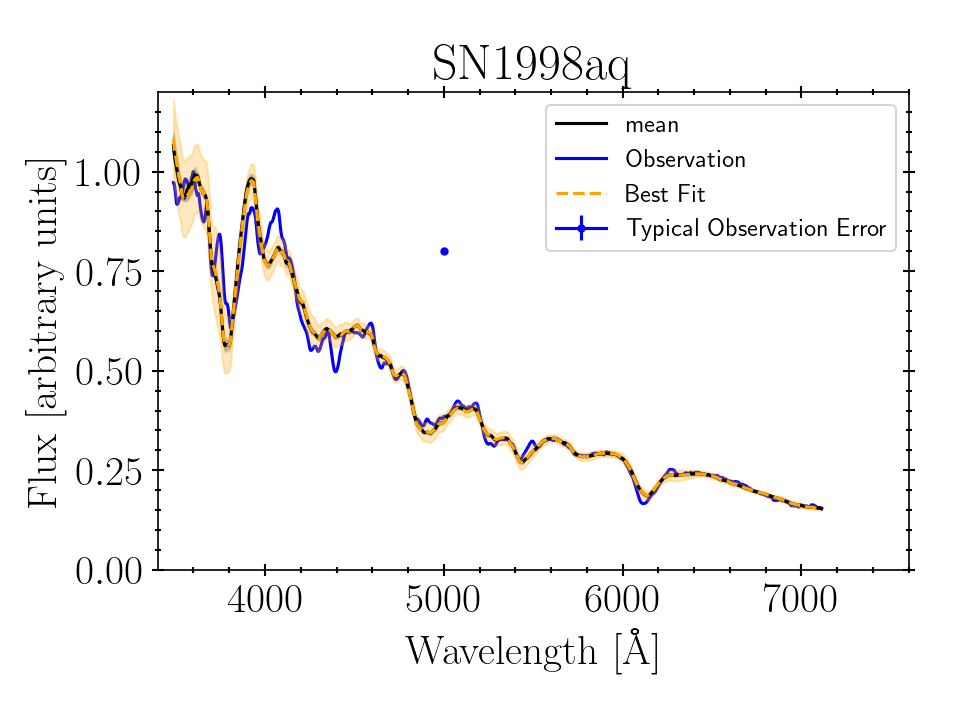 SN1998aq
mean
Observation
Best Fit
Typical Observation Error
Flux [arbitrary units]
1.00
0.75
0.50
0.25
0.00
4000 5000 6000 7000
Wavelength [Å]